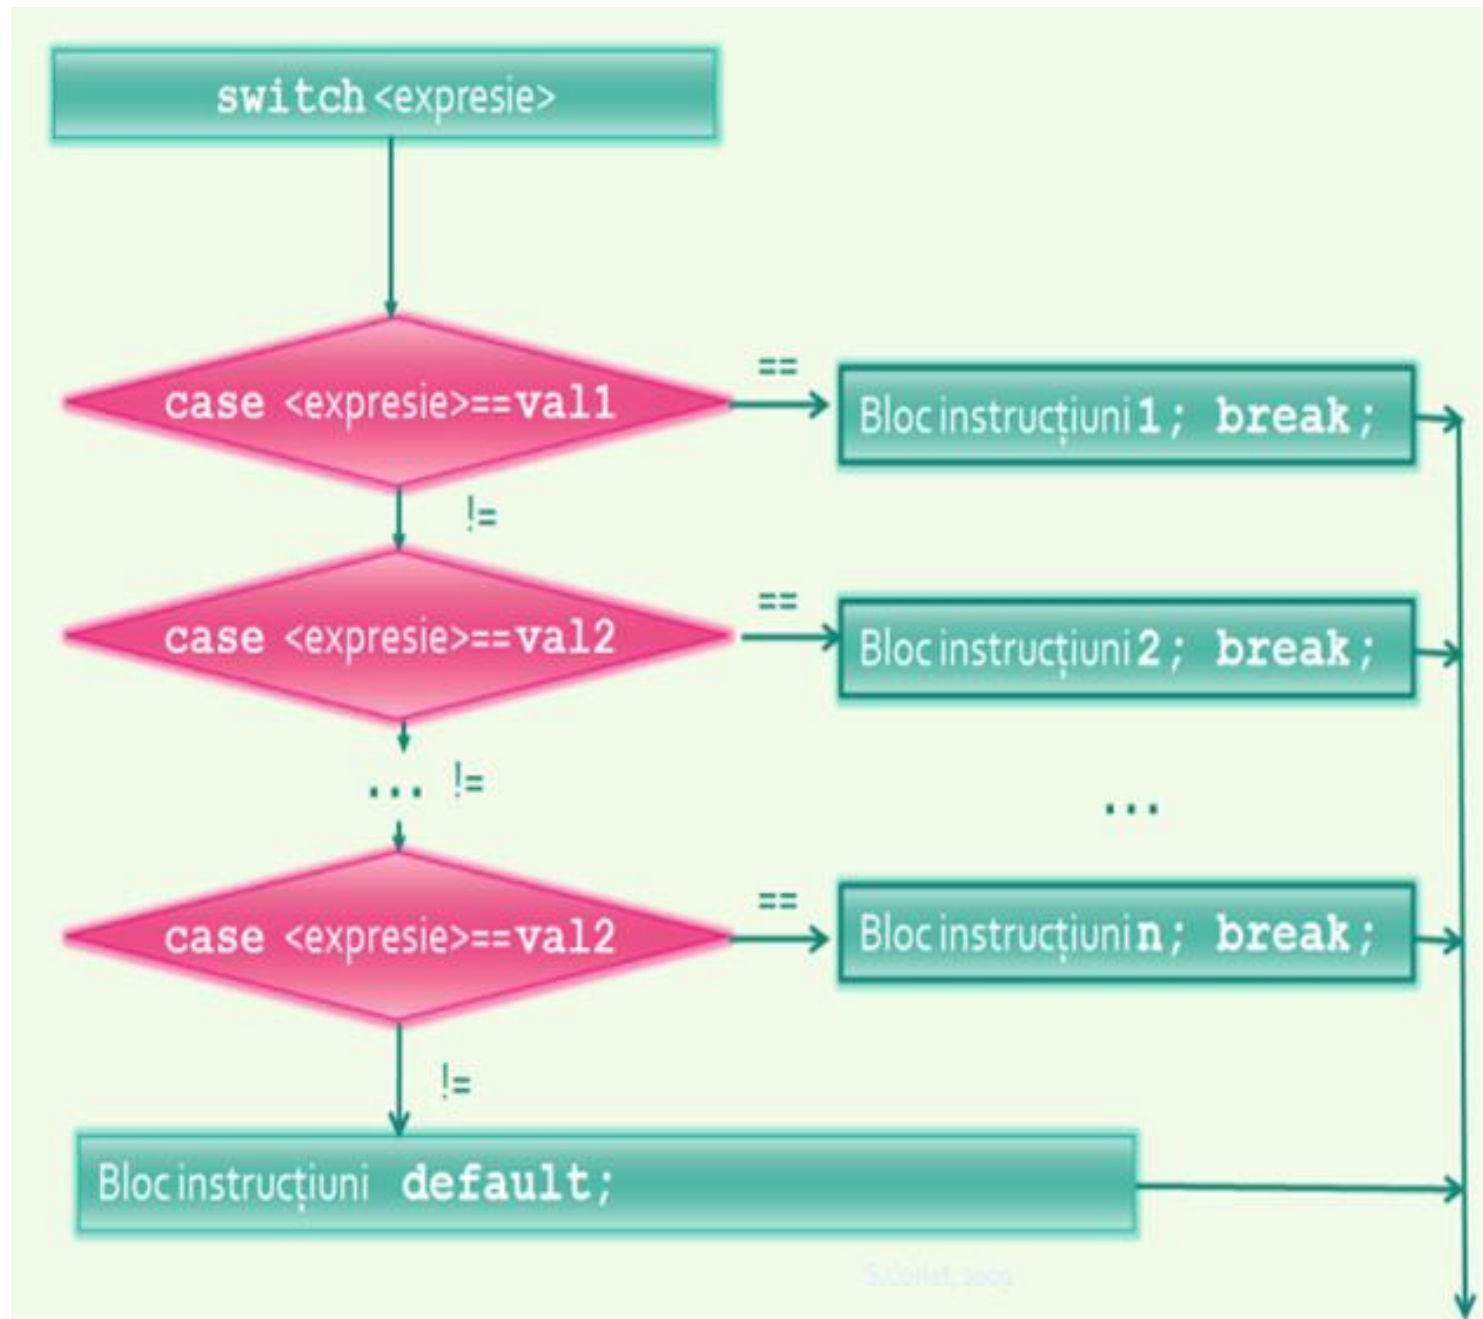 switch <expresie>
==
case <expresie>==val1
Bloc instrucțiuni 1; break;
!=
==
case <expresie>==val2
Bloc instrucțiuni 2; break;
... !=
...
==
case <expresie>==val2
Bloc instrucțiuni n; break;
!=
Bloc instrucțiuni default;